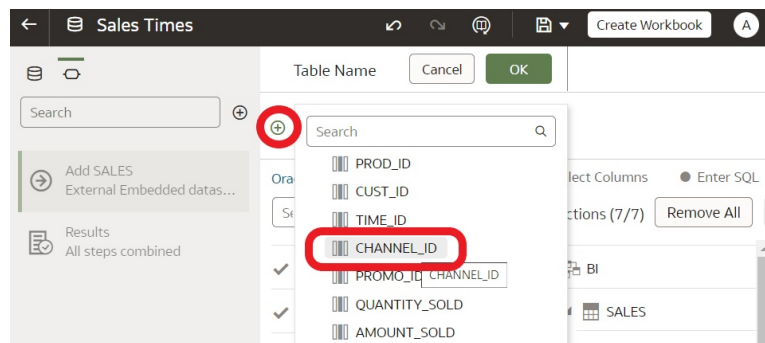 Sales Times
Create Workbook
A
Table Name
Cancel
OK
Search
Search
Add SALES
External Embedded datas...
Results
All steps combined
PROD_ID
CUST_ID
TIME_ID
CHANNEL_ID
PROMO_ID
CHANNEL_ID
QUANTITY_SOLD
AMOUNT_SOLD
Ora
lect Columns
Enter SQL
Se
ctions (7/7)
Remove All
BI
SALES